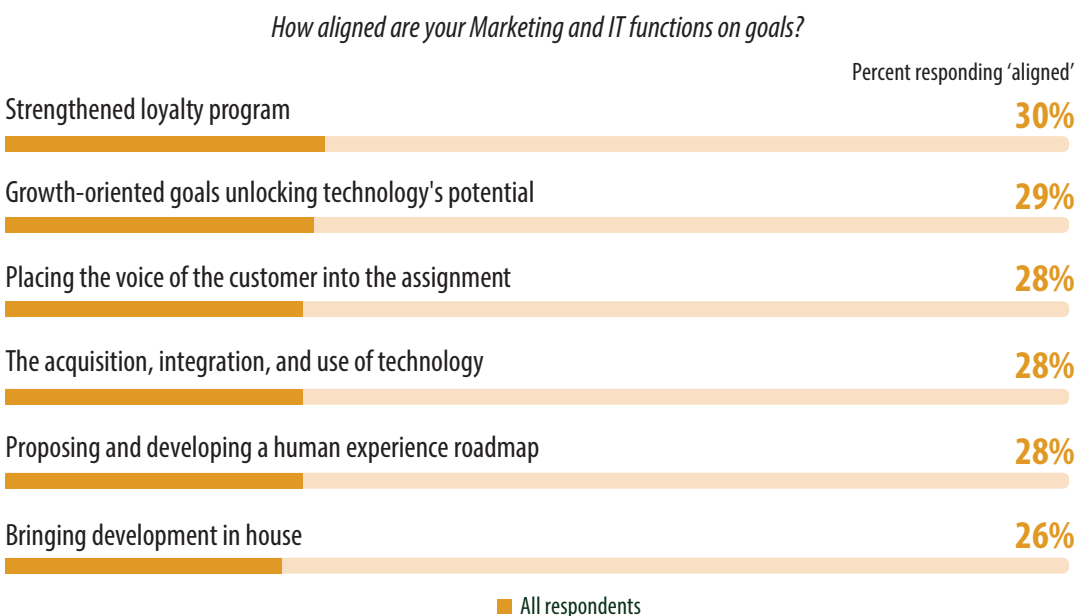 How aligned are your Marketing and IT functions on goals?
Percent responding ‘aligned’
Strengthened loyalty program
30%
Growth-oriented goals unlocking technology's potential
29%
Placing the voice of the customer into the assignment
28%
The acquisition, integration, and use of technology
28%
Proposing and developing a human experience roadmap
28%
Bringing development in house
26%
All respondents